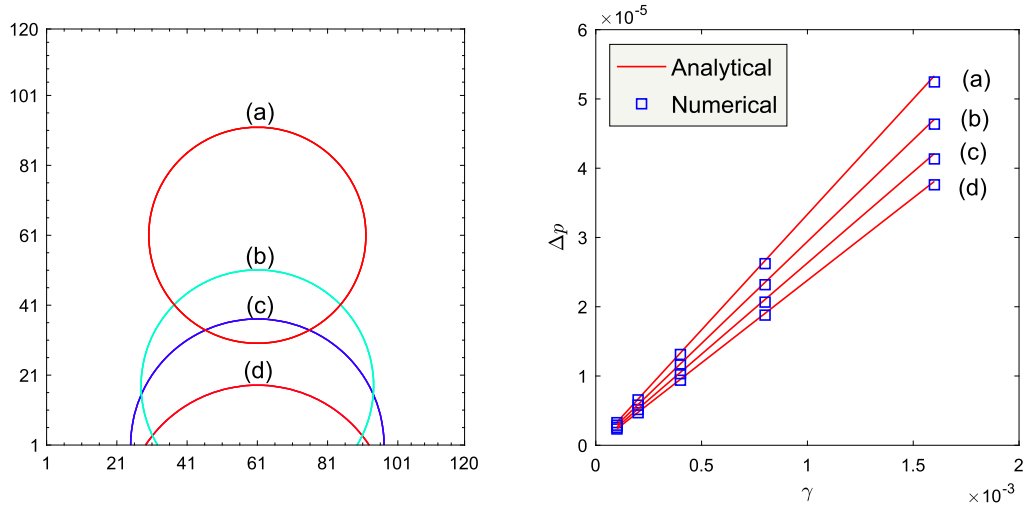 120
101
81
61
41
21
1
1 21 41 61 81 101 120
(a)
(b)
(c)
(d)
×10⁻⁵
6
5
4
3
2
1
0
Δp
0 0.5 1 1.5 2
γ
×10⁻³
Analytical
Numerical
(a)
(b)
(c)
(d)